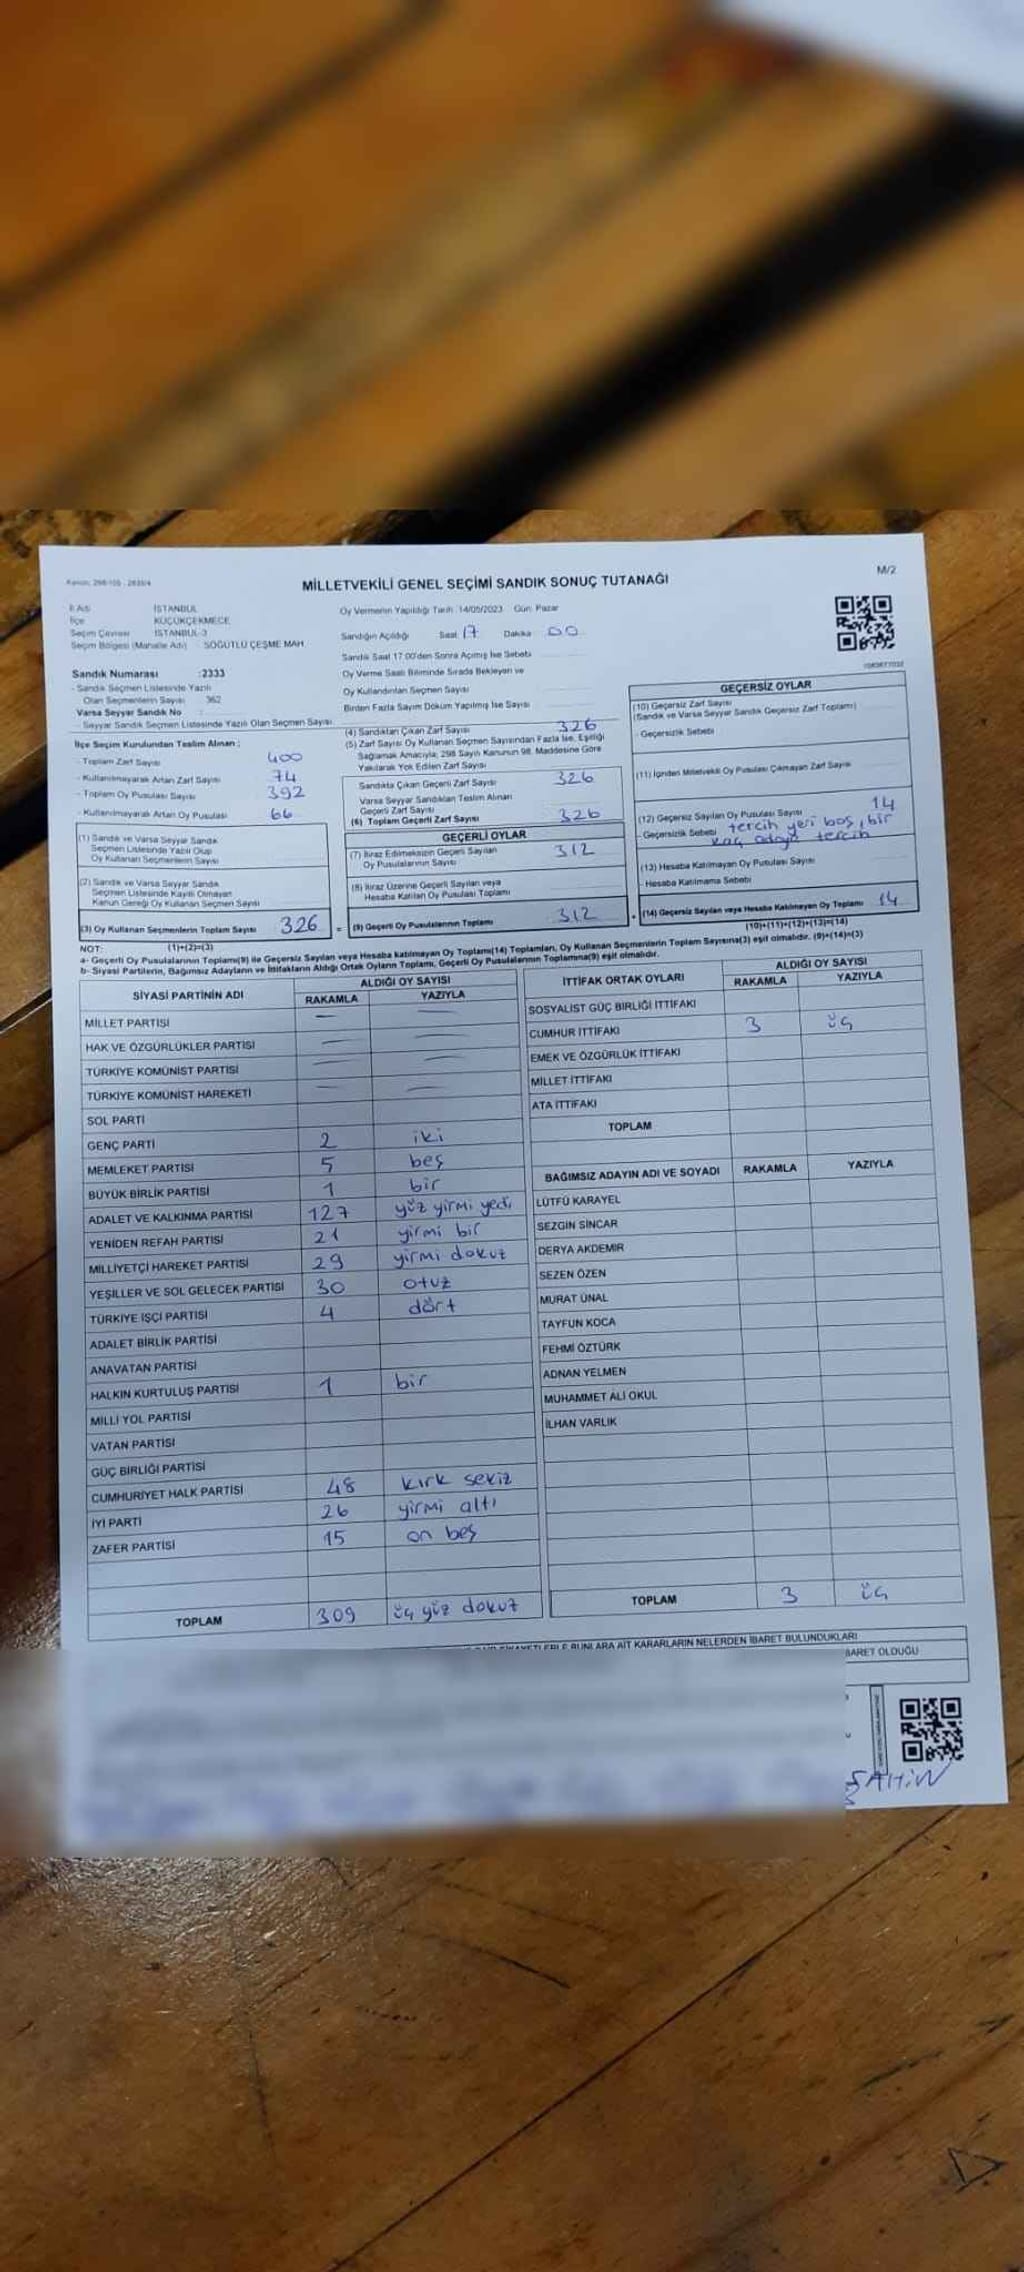 MİLLETVEKİLİ GENEL SEÇİMİ SANDIK SONUÇ TUTANAĞI
M/2
İl Adı İSTANBUL
İlçe KÜÇÜKÇEKMECE
Seçim Çevresi İSTANBUL-3
Seçim Bölgesi (Mahalle Adı) : SÖĞÜTLÜ ÇEŞME MAH
Oy Vermenin Yapıldığı Tarih :14/05/2023 Gün: Pazar
Sandığın Açıldığı Saat 17 Dakika 00
Sandık Saat 17.00'den Sonra Açmış İse Sebebi
Oy Verme Saati Bitiminde Sırada Bekleyen ve
Oy Kullandırılan Seçmen Sayısı
Birden Fazla Sayım Döküm Yapılmış İse Sayısı
Sandık Numarası :2333
- Sandık Seçmen Listesinde Yazılı
Olan Seçmenlerin Sayısı 362
Varsa Seyyar Sandık No :
- Seyyar Sandık Seçmen Listesinde Yazılı Olan Seçmen Sayısı
İlçe Seçim Kurulundan Teslim Alınan ;
- Toplam Zarf Sayısı 400
- Kullanılmayarak Artan Zarf Sayısı 74
- Toplam Oy Pusulası Sayısı 392
- Kullanılmayarak Artan Oy Pusulası 66
(1) Sandık ve Varsa Seyyar Sandık
Seçmen Listesinde Yazılı Olup
Oy Kullanan Seçmenlerin Sayısı
(2) Sandık ve Varsa Seyyar Sandık
Seçmen Listesinde Kayıtlı Olmayan
Kanun Gereği Oy Kullanan Seçmen Sayısı
(3) Oy Kullanan Seçmenlerin Toplam Sayısı 326 =
(4) Sandıktan Çıkan Zarf Sayısı 326
(5) Zarf Sayısı Oy Kullanan Seçmen Sayısından Fazla İse, Eşitliği
Sağlamak Amacıyla; 298 Sayılı Kanunun 98. Maddesine Göre
Yakılarak Yok Edilen Zarf Sayısı
Sandıkta Çıkan Geçerli Zarf Sayısı 326
Varsa Seyyar Sandıktan Teslim Alınan
Geçerli Zarf Sayısı
(6) Toplam Geçerli Zarf Sayısı 326
GEÇERLİ OYLAR
(7) İtiraz Edilmeksizin Geçerli Sayılan
Oy Pusulalarının Sayısı 312
(8) İtiraz Üzerine Geçerli Sayılan veya
Hesaba Katılan Oy Pusulası Toplamı
(9) Geçerli Oy Pusulalarının Toplamı 312 +
GEÇERSİZ OYLAR
(10) Geçersiz Zarf Sayısı
(Sandık ve Varsa Seyyar Sandık Geçersiz Zarf Toplamı)
- Geçersizlik Sebebi
(11) İçinden Milletvekili Oy Pusulası Çıkmayan Zarf Sayısı
(12) Geçersiz Sayılan Oy Pusulası Sayısı 14
- Geçersizlik Sebebi tercih yeri boş, bir
kaç adaya tercih
(13) Hesaba Katılmayan Oy Pusulası Sayısı
- Hesaba Katılmama Sebebi
(14) Geçersiz Sayılan veya Hesaba Katılmayan Oy Toplamı 14
(10)+(11)+(12)+(13)=(14)
NOT: (1)+(2)=(3)
a- Geçerli Oy Pusulalarının Toplamı(9) ile Geçersiz Sayılan veya Hesaba katılmayan Oy Toplamı(14) Toplamları, Oy Kullanan Seçmenlerin Toplam Sayısına(3) eşit olmalıdır. (9)+(14)=(3)
b- Siyasi Partilerin, Bağımsız Adayların ve İttifakların Aldığı Ortak Oyların Toplamı, Geçerli Oy Pusulalarının Toplamına(9) eşit olmalıdır.
SİYASİ PARTİNİN ADI ALDIĞI OY SAYISI
RAKAMLA YAZIYLA
MİLLET PARTİSİ — —
HAK VE ÖZGÜRLÜKLER PARTİSİ — —
TÜRKİYE KOMÜNİST PARTİSİ — —
TÜRKİYE KOMÜNİST HAREKETİ — —
SOL PARTİ
GENÇ PARTİ 2 iki
MEMLEKET PARTİSİ 5 beş
BÜYÜK BİRLİK PARTİSİ 1 bir
ADALET VE KALKINMA PARTİSİ 127 yüz yirmi yedi
YENİDEN REFAH PARTİSİ 21 yirmi bir
MİLLİYETÇİ HAREKET PARTİSİ 29 yirmi dokuz
YEŞİLLER VE SOL GELECEK PARTİSİ 30 otuz
TÜRKİYE İŞÇİ PARTİSİ 4 dört
ADALET BİRLİK PARTİSİ
ANAVATAN PARTİSİ
HALKIN KURTULUŞ PARTİSİ 1 bir
MİLLİ YOL PARTİSİ
VATAN PARTİSİ
GÜÇ BİRLİĞİ PARTİSİ
CUMHURİYET HALK PARTİSİ 48 kırk sekiz
İYİ PARTİ 26 yirmi altı
ZAFER PARTİSİ 15 on beş
TOPLAM 309 üç yüz dokuz
İTTİFAK ORTAK OYLARI ALDIĞI OY SAYISI
RAKAMLA YAZIYLA
SOSYALİST GÜÇ BİRLİĞİ İTTİFAKI
CUMHUR İTTİFAKI 3 üç
EMEK VE ÖZGÜRLÜK İTTİFAKI
MİLLET İTTİFAKI
ATA İTTİFAKI
TOPLAM
BAĞIMSIZ ADAYIN ADI VE SOYADI RAKAMLA YAZIYLA
LÜTFÜ KARAYEL
SEZGİN SİNCAR
DERYA AKDEMİR
SEZEN ÖZEN
MURAT ÜNAL
TAYFUN KOCA
FEHMİ ÖZTÜRK
ADNAN YELMEN
MUHAMMET ALİ OKUL
İLHAN VARLIK
TOPLAM 3 üç
BUNLARA AİT KARARLARIN NELERDEN İBARET BULUNDUKLARI
BARET OLDUĞU
ŞAHİN